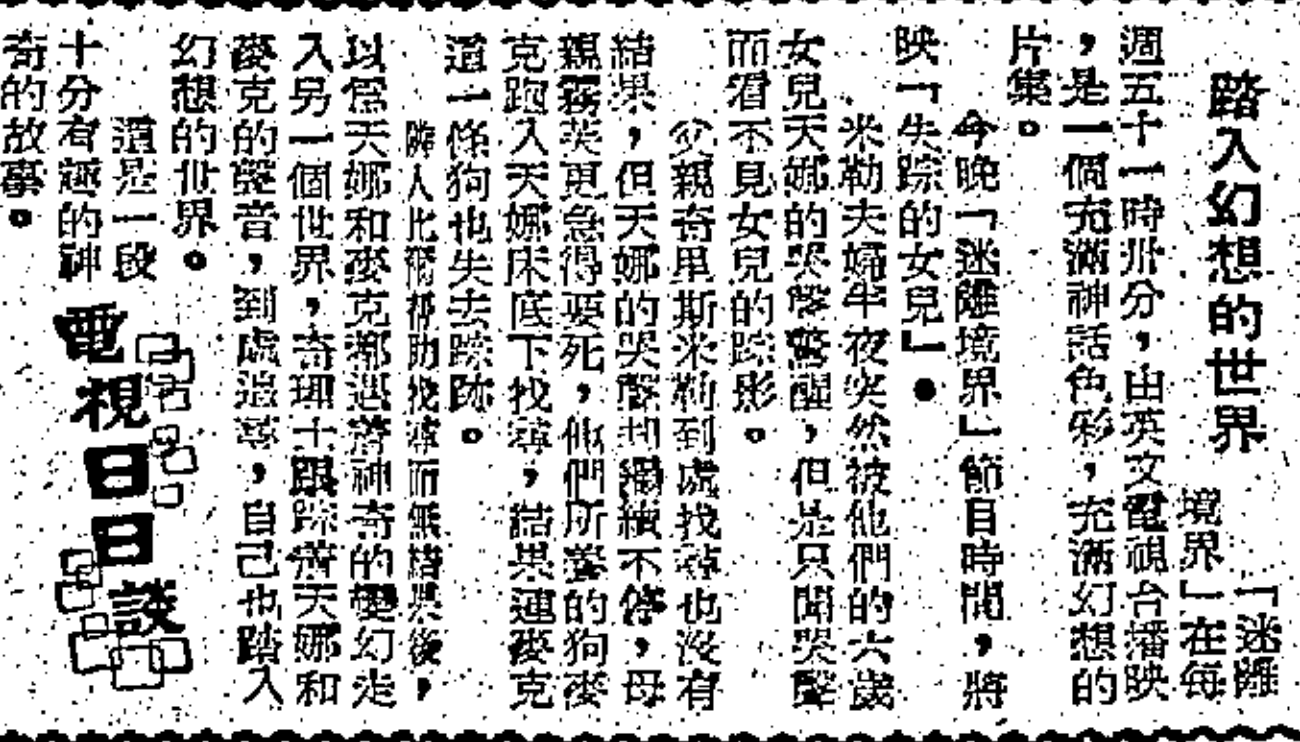 踏入幻想的世界
「迷離
境界」在每
週五十一時卅分，由英文電視台播映
，是一個充滿神話色彩，充滿幻想的
片集。
今晚「迷離境界」節目時間，將
映「失踪的女兒」●
米勒夫婦半夜突然被他們的六歲
女兒天娜的哭聲驚醒，但是只聞哭聲
而看不見女兒的踪影。
父親奇里斯米勒到處找尋也沒有
結果，但天娜的哭聲却繼續不停，母
親露芙更急得要死，他們所養的狗麥
克跑入天娜床底下找尋，結果連麥克
這一條狗也失去踪跡。
隣人比爾帮助找尋而無結果後，
以爲天娜和麥克都遇着神奇的變幻走
入另一個世界，奇理士跟踪着天娜和
麥克的聲音，到處追尋，自己也踏入
幻想的世界。
這是一段
十分有趣的神
奇的故事。
電視日日談